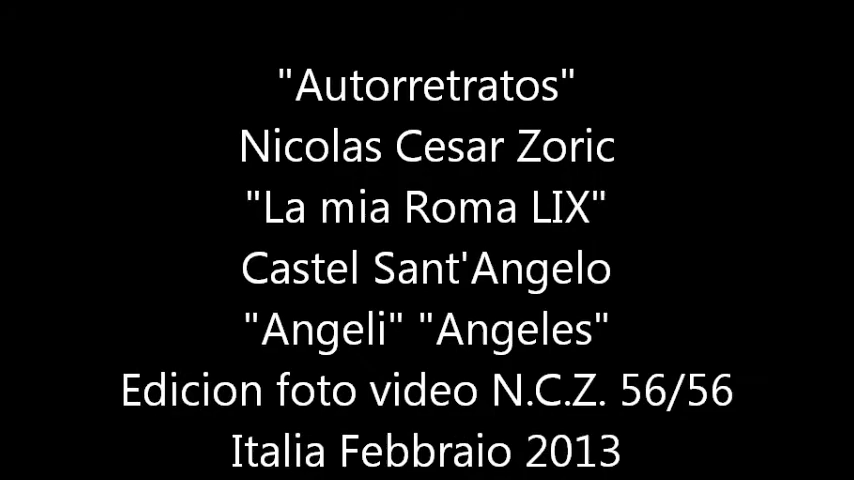 "Autorretratos"
Nicolas Cesar Zoric
"La mia Roma LIX"
Castel Sant'Angelo
"Angeli" "Angeles"
Edicion foto video N.C.Z. 56/56
Italia Febbraio 2013